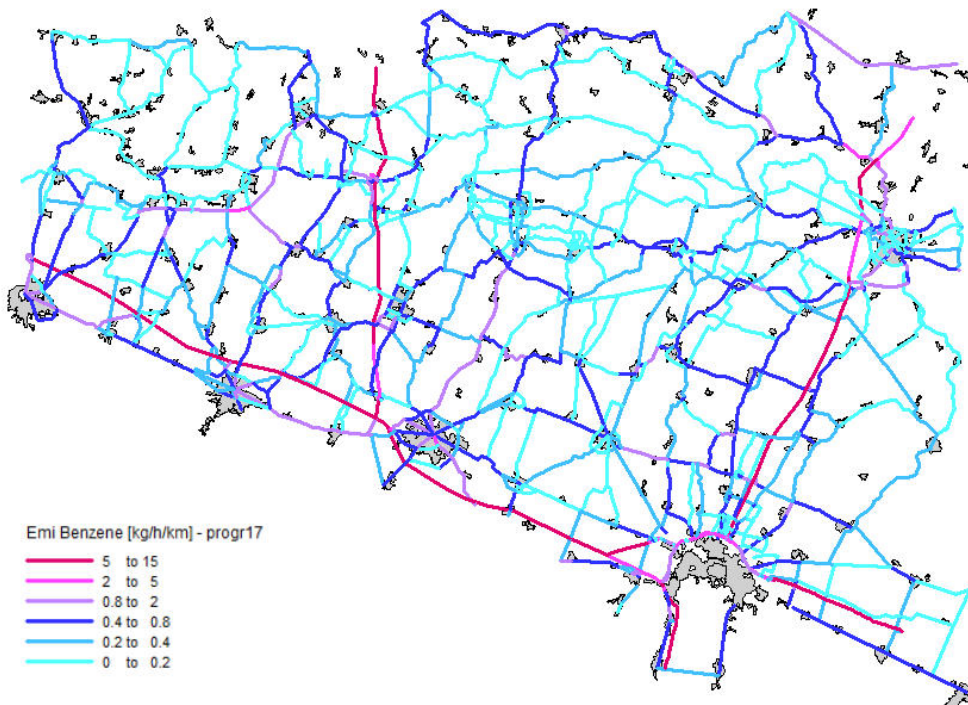 Emi Benzene [kg/h/km] - progr17
5 to 15
2 to 5
0.8 to 2
0.4 to 0.8
0.2 to 0.4
0 to 0.2